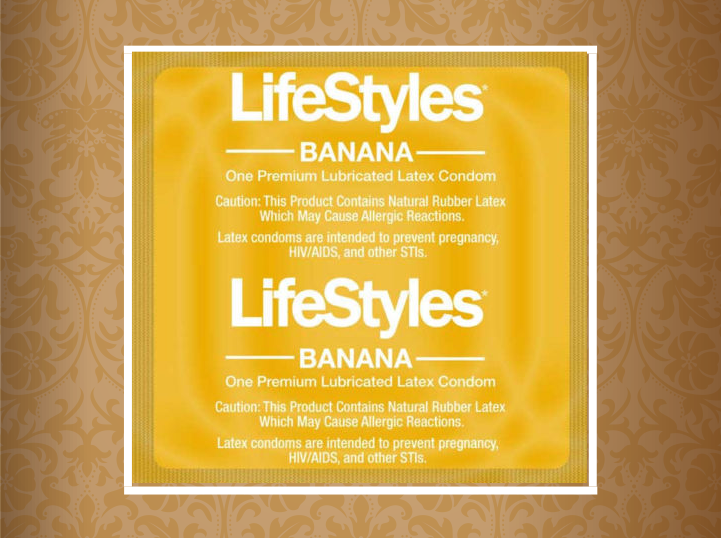 LifeStyles*
BANANA
One Premium Lubricated Latex Condom
Caution: This Product Contains Natural Rubber Latex
Which May Cause Allergic Reactions.
Latex condoms are intended to prevent pregnancy,
HIV/AIDS, and other STIs.
LifeStyles*
BANANA
One Premium Lubricated Latex Condom
Caution: This Product Contains Natural Rubber Latex
Which May Cause Allergic Reactions.
Latex condoms are intended to prevent pregnancy,
HIV/AIDS, and other STIs.